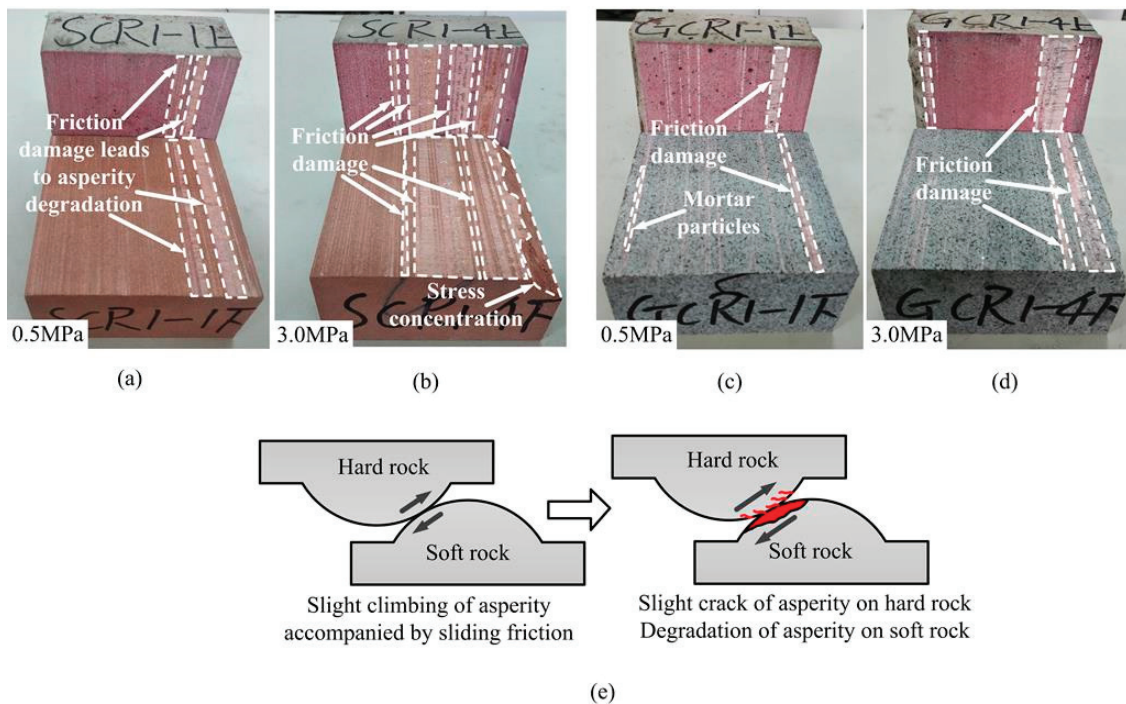 SCR1-1E
Friction
damage leads
to asperity
degradation
SCR1-1F
0.5MPa
(a)
SCR1-4E
Friction
damage
Stress
concentration
SCR1-4F
3.0MPa
(b)
GCR1-1E
Friction
damage
Mortar
particles
GCR1-1F
0.5MPa
(c)
GCR1-4E
Friction
damage
GCR1-4F
3.0MPa
(d)
Hard rock
Soft rock
Slight climbing of asperity
accompanied by sliding friction
Hard rock
Soft rock
Slight crack of asperity on hard rock
Degradation of asperity on soft rock
(e)